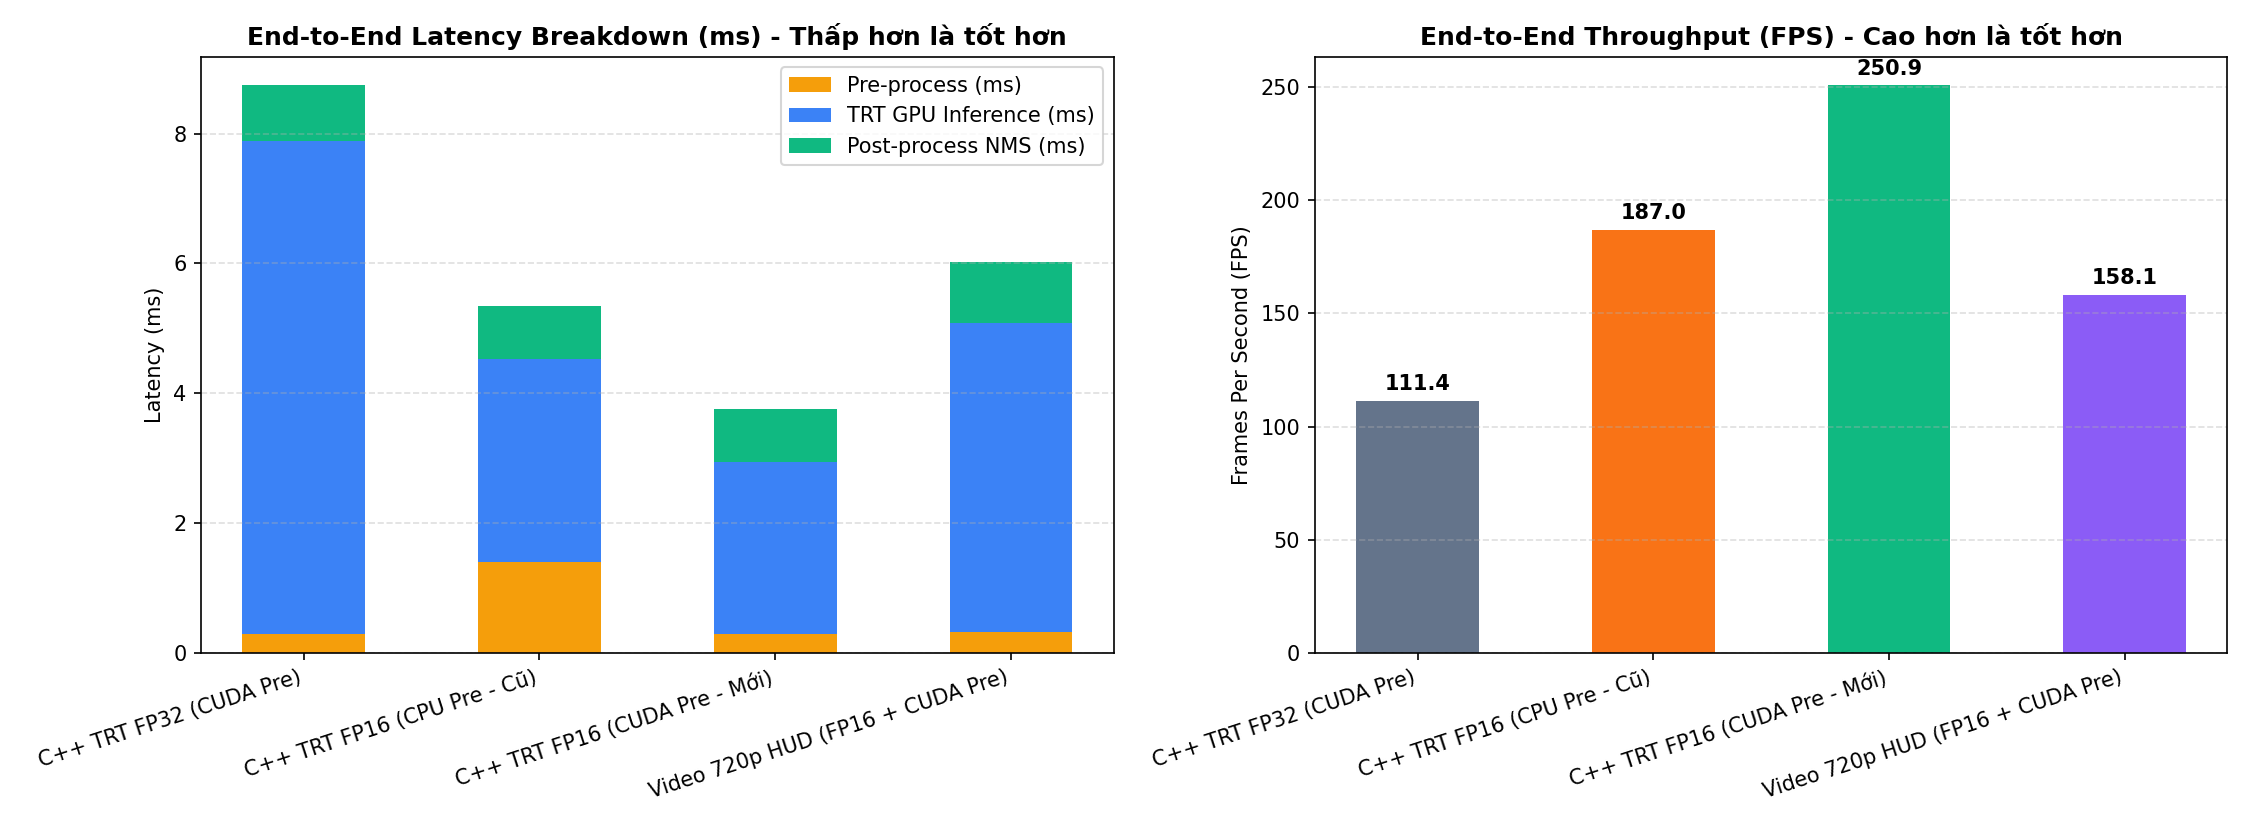 End-to-End Latency Breakdown (ms) - Thấp hơn là tốt hơn
Pre-process (ms)
TRT GPU Inference (ms)
Post-process NMS (ms)
Latency (ms)
8
6
4
2
0
C++ TRT FP32 (CUDA Pre)
C++ TRT FP16 (CPU Pre - Cũ)
C++ TRT FP16 (CUDA Pre - Mới)
Video 720p HUD (FP16 + CUDA Pre)
End-to-End Throughput (FPS) - Cao hơn là tốt hơn
Frames Per Second (FPS)
250
200
150
100
50
0
111.4
187.0
250.9
158.1
C++ TRT FP32 (CUDA Pre)
C++ TRT FP16 (CPU Pre - Cũ)
C++ TRT FP16 (CUDA Pre - Mới)
Video 720p HUD (FP16 + CUDA Pre)